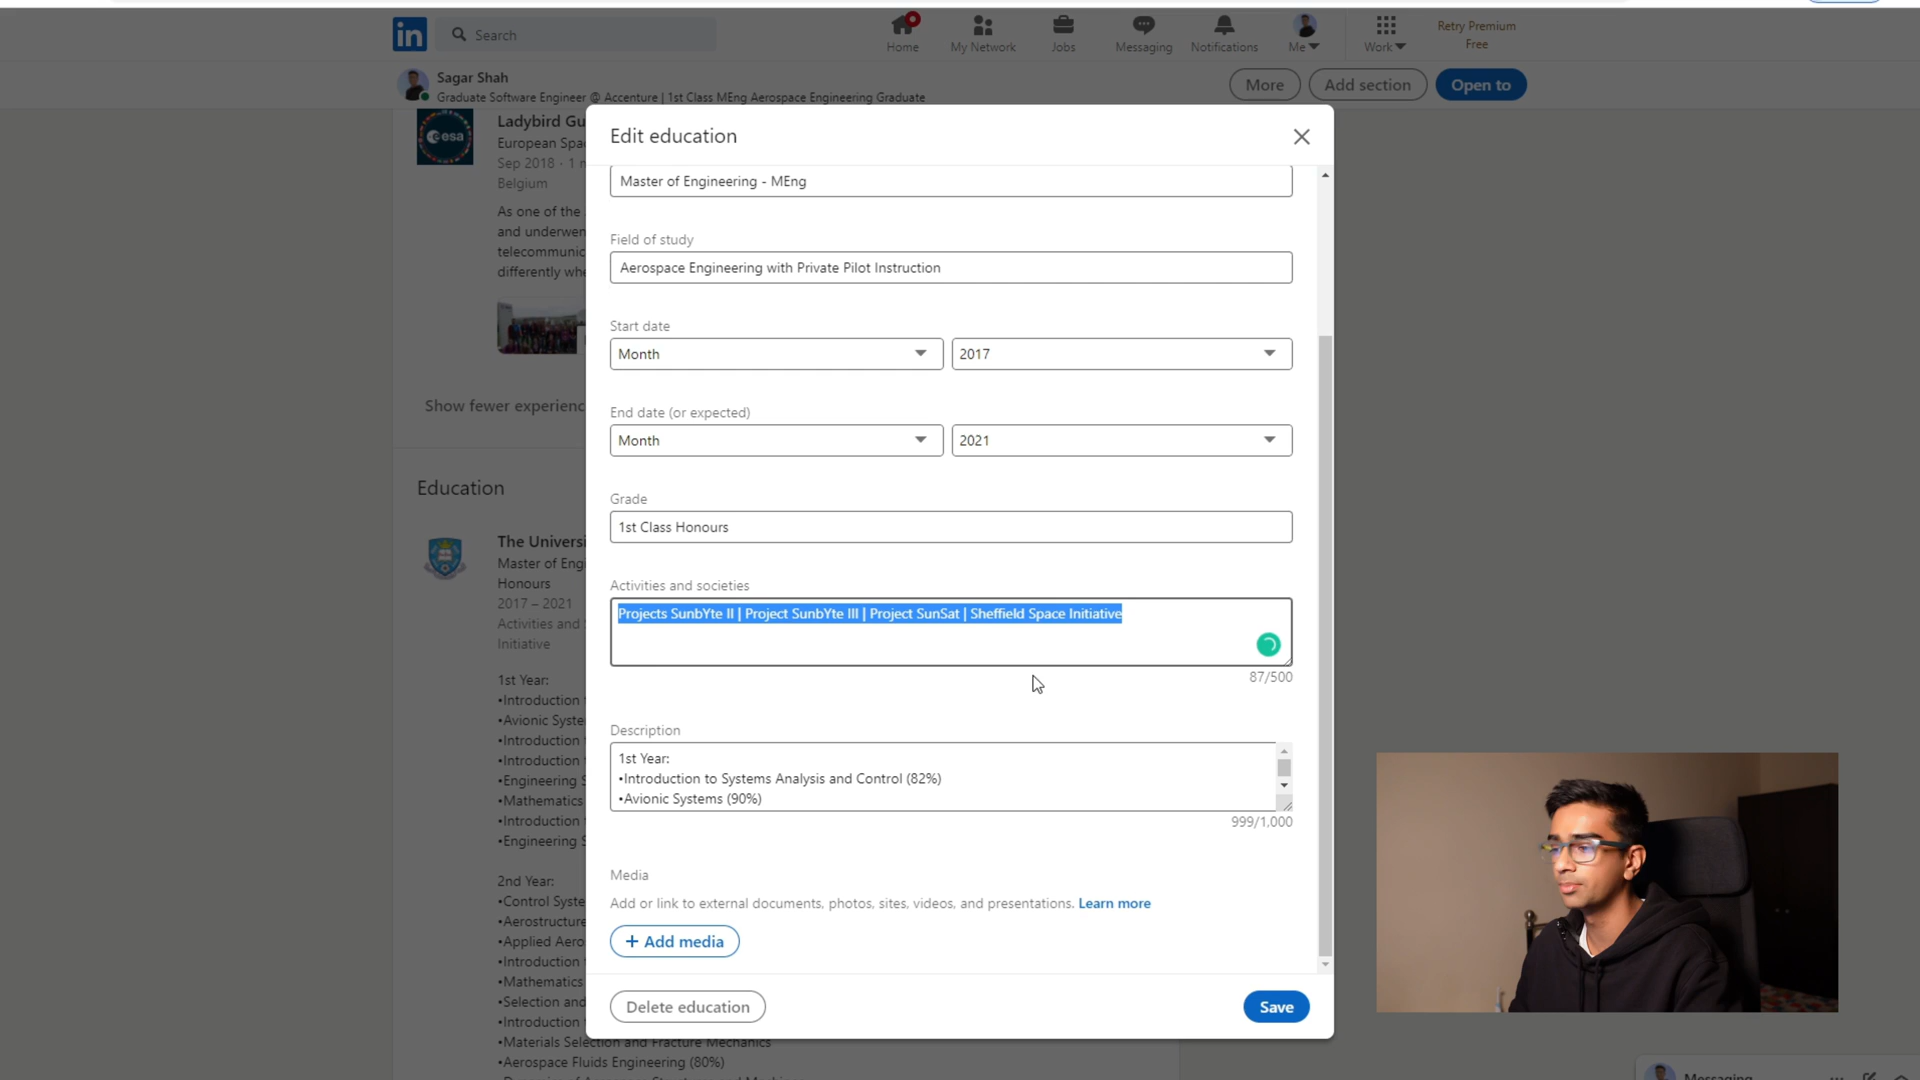 in
Search
Home
My Network
Jobs
Messaging
Notifications
Me
Work
Retry Premium
Free
Sagar Shah
Graduate Software Engineer @ Accenture | 1st Class MEng Aerospace Engineering Graduate
More
Add section
Open to
esa
Ladybird Gu
European Spa
Sep 2018 · 1 m
Belgium
As one of the
and underwen
telecommunic
differently whe
Show fewer experienc
Education
The Universi
Master of Engi
Honours
2017 – 2021
Activities and S
Initiative
1st Year:
•Introduction t
•Avionic Syste
•Introduction t
•Introduction t
•Engineering S
•Mathematics
•Introduction t
•Engineering S
2nd Year:
•Control Syste
•Aerostructure
•Applied Aero
•Introduction t
•Mathematics
•Selection and
•Introduction t
•Materials Selection and Fracture Mechanics
•Aerospace Fluids Engineering (80%)
Edit education
Master of Engineering - MEng
Field of study
Aerospace Engineering with Private Pilot Instruction
Start date
Month
2017
End date (or expected)
Month
2021
Grade
1st Class Honours
Activities and societies
Projects SunbYte II | Project SunbYte III | Project SunSat | Sheffield Space Initiative
87/500
Description
1st Year:
•Introduction to Systems Analysis and Control (82%)
•Avionic Systems (90%)
999/1,000
Media
Add or link to external documents, photos, sites, videos, and presentations. Learn more
+ Add media
Delete education
Save
Messaging